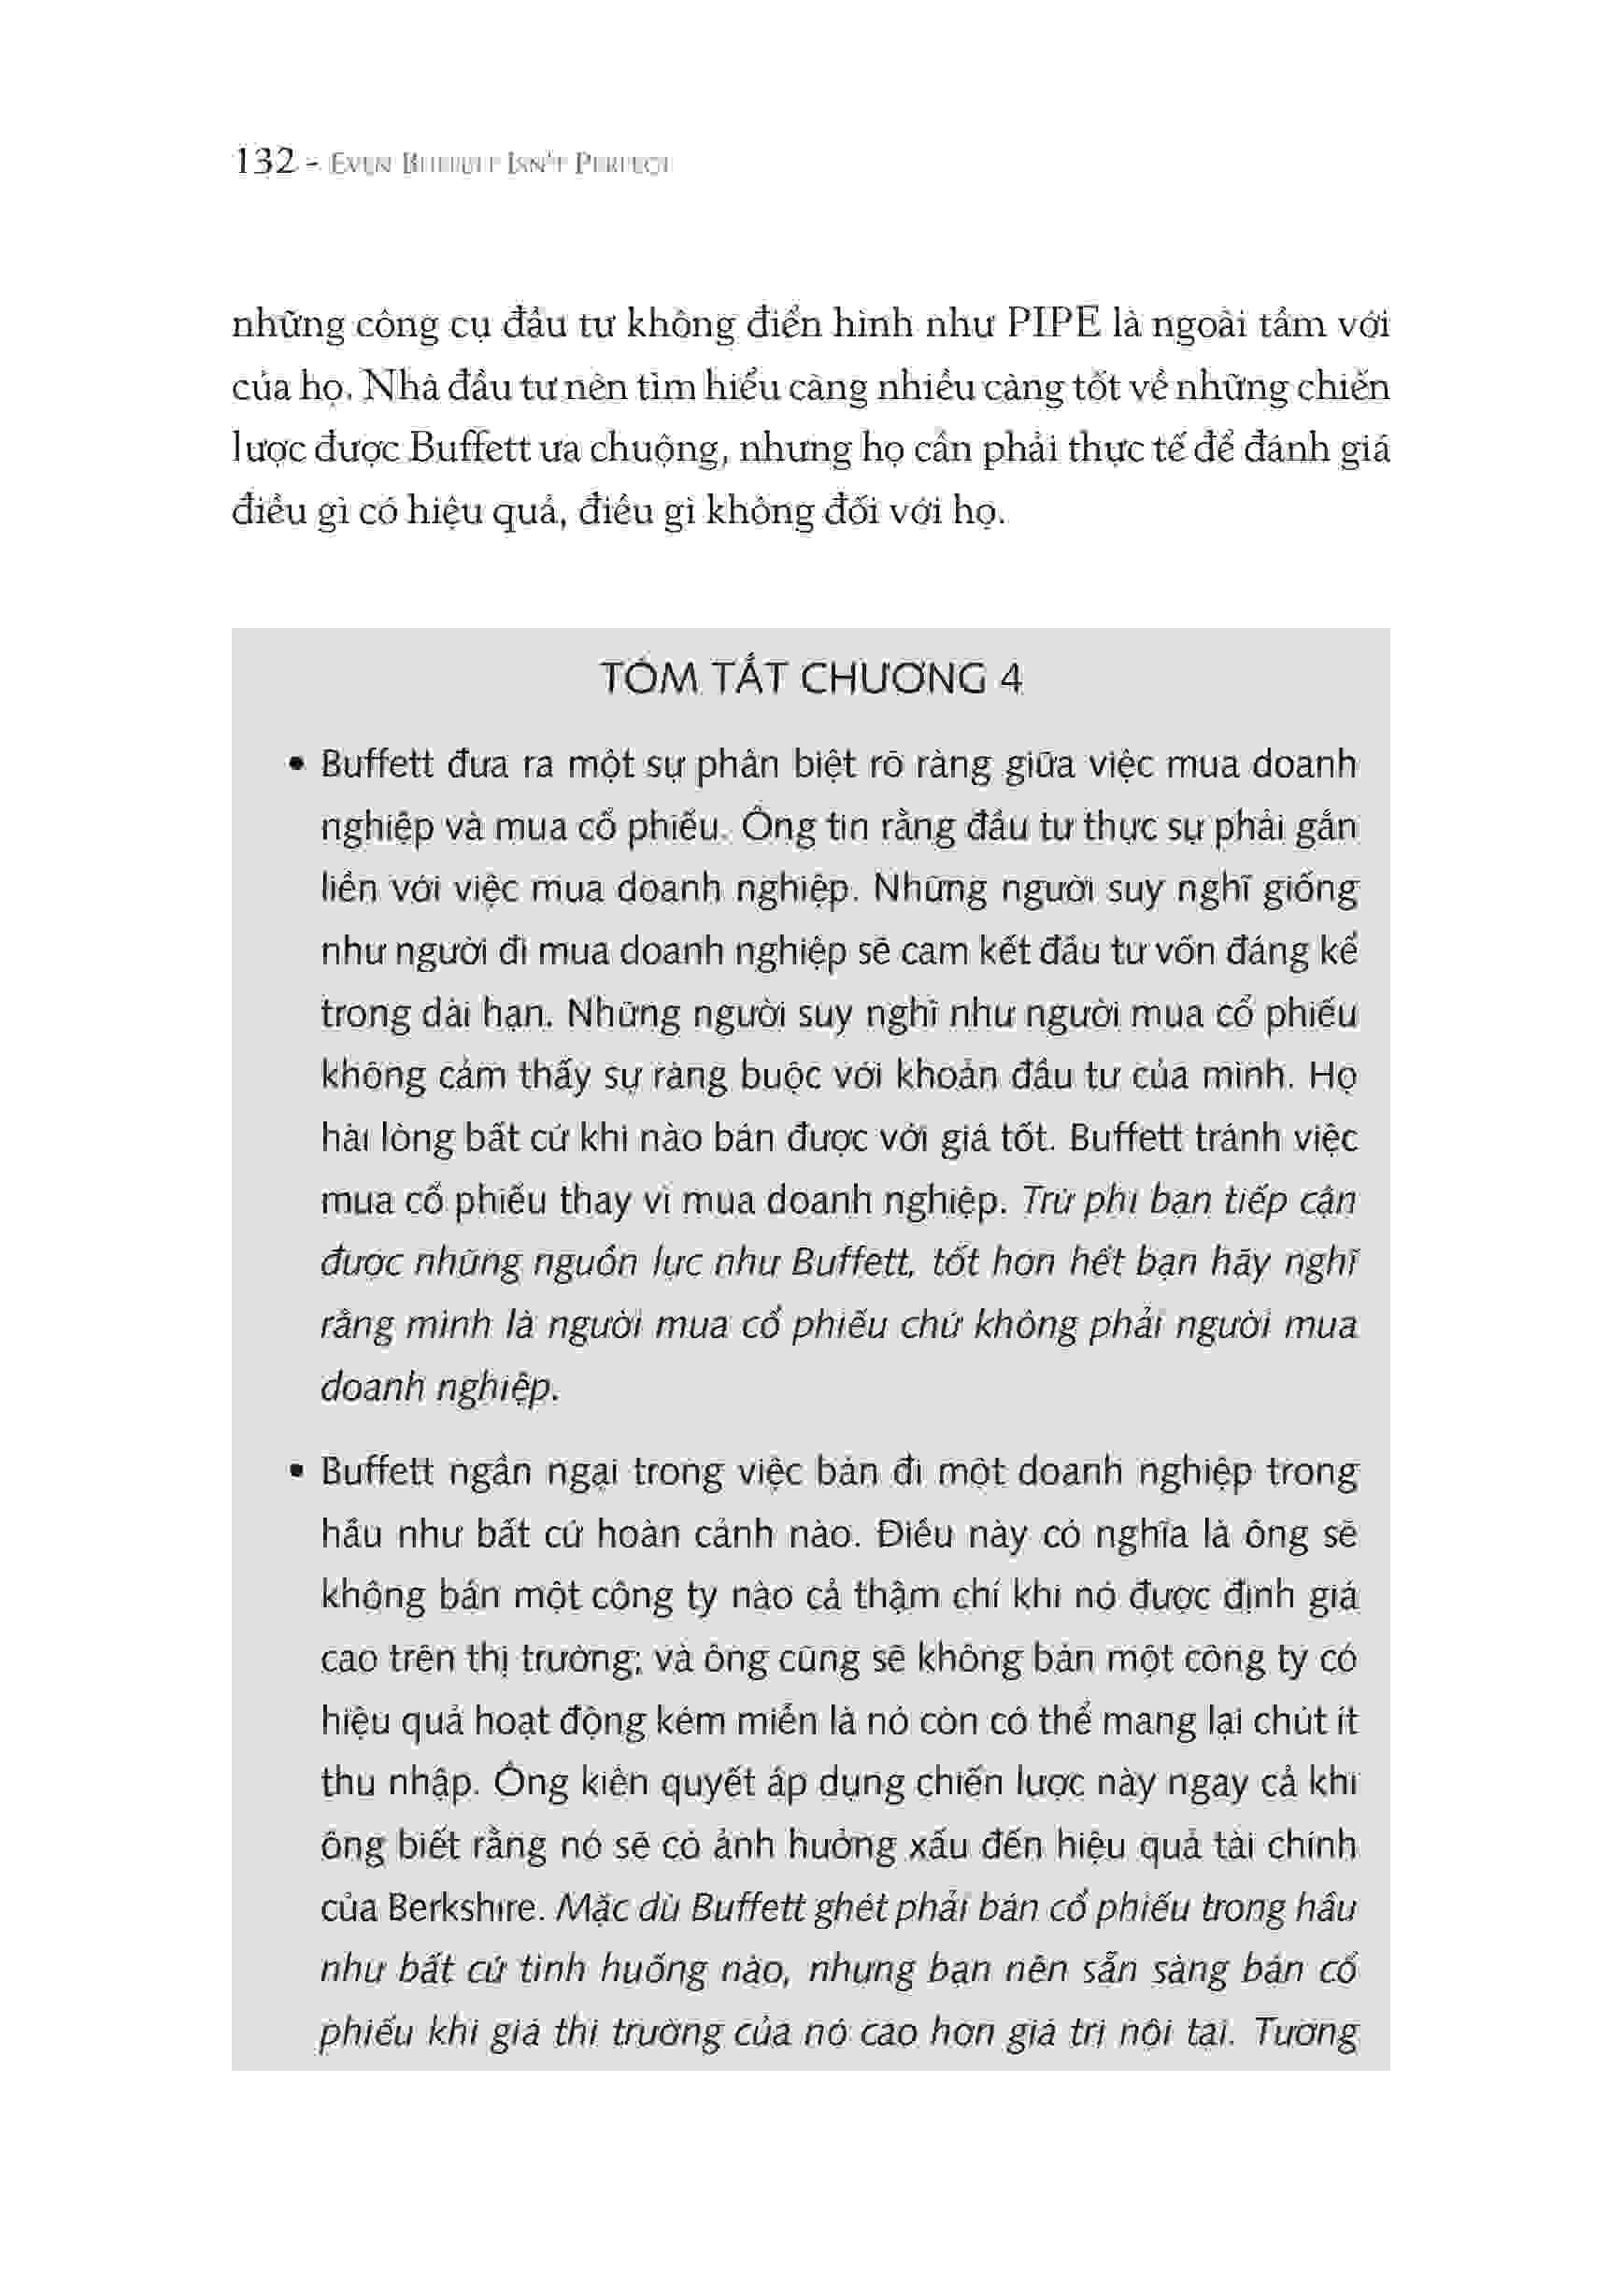 132 - EVEN BUFFETT ISN'T PERFECT
những công cụ đầu tư không điển hình như PIPE là ngoài tầm với
của họ. Nhà đầu tư nên tìm hiểu càng nhiều càng tốt về những chiến
lược được Buffett ưa chuộng, nhưng họ cần phải thực tế để đánh giá
điều gì có hiệu quả, điều gì không đối với họ.
TÓM TẮT CHƯƠNG 4
• Buffett đưa ra một sự phân biệt rõ ràng giữa việc mua doanh
nghiệp và mua cổ phiếu. Ông tin rằng đầu tư thực sự phải gắn
liền với việc mua doanh nghiệp. Những người suy nghĩ giống
như người đi mua doanh nghiệp sẽ cam kết đầu tư vốn đáng kể
trong dài hạn. Những người suy nghĩ như người mua cổ phiếu
không cảm thấy sự ràng buộc với khoản đầu tư của mình. Họ
hài lòng bất cứ khi nào bán được với giá tốt. Buffett tránh việc
mua cổ phiếu thay vì mua doanh nghiệp. Trừ phi bạn tiếp cận
được những nguồn lực như Buffett, tốt hơn hết bạn hãy nghĩ
rằng mình là người mua cổ phiếu chứ không phải người mua
doanh nghiệp.
• Buffett ngần ngại trong việc bán đi một doanh nghiệp trong
hầu như bất cứ hoàn cảnh nào. Điều này có nghĩa là ông sẽ
không bán một công ty nào cả thậm chí khi nó được định giá
cao trên thị trường; và ông cũng sẽ không bán một công ty có
hiệu quả hoạt động kém miễn là nó còn có thể mang lại chút ít
thu nhập. Ông kiên quyết áp dụng chiến lược này ngay cả khi
ông biết rằng nó sẽ có ảnh hưởng xấu đến hiệu quả tài chính
của Berkshire. Mặc dù Buffett ghét phải bán cổ phiếu trong hầu
như bất cứ tình huống nào, nhưng bạn nên sẵn sàng bán cổ
phiếu khi giá thị trường của nó cao hơn giá trị nội tại. Tương